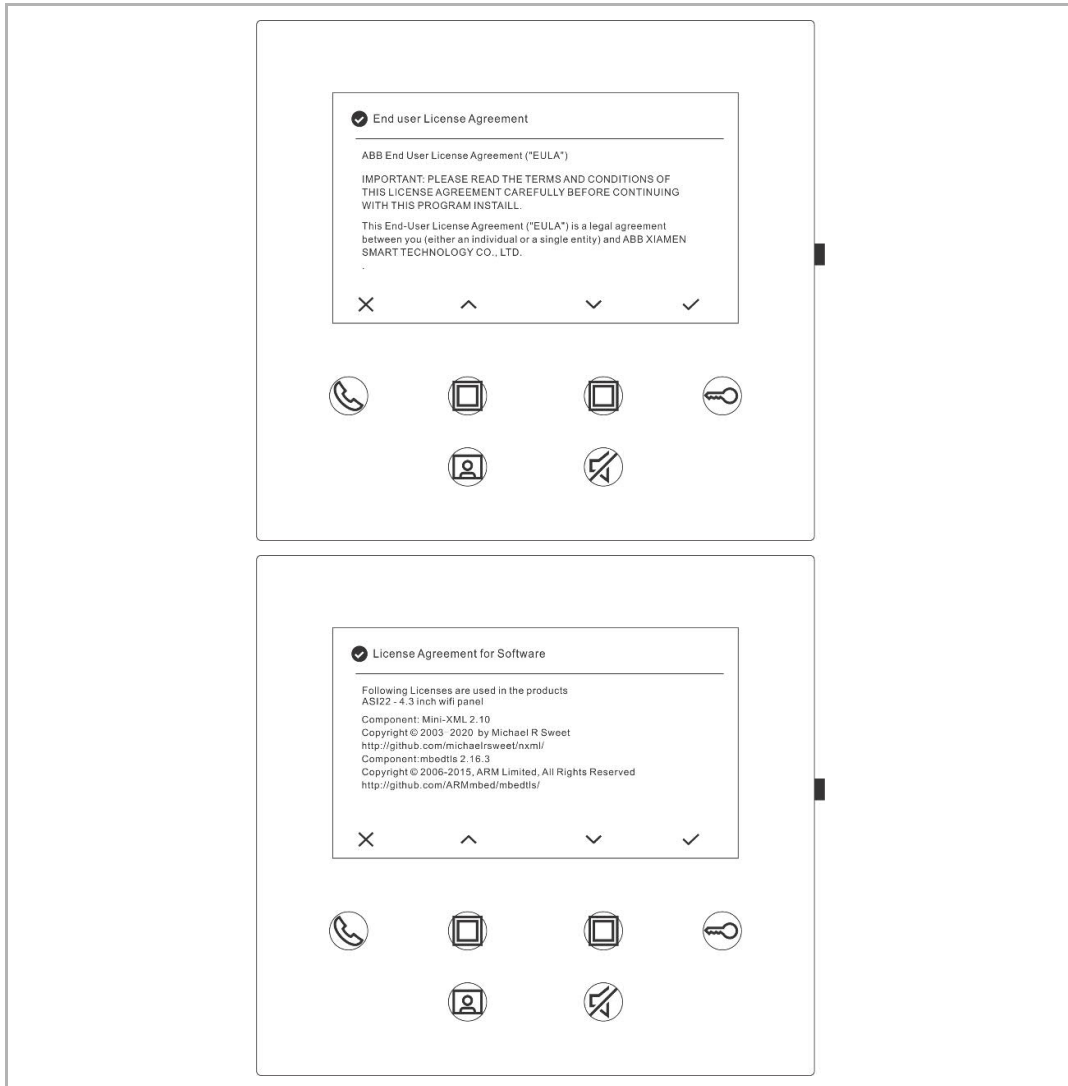 End user License Agreement
ABB End User License Agreement ("EULA")
IMPORTANT: PLEASE READ THE TERMS AND CONDITIONS OF
THIS LICENSE AGREEMENT CAREFULLY BEFORE CONTINUING
WITH THIS PROGRAM INSTAILL.
This End-User License Agreement ("EULA") is a legal agreement
between you (either an individual or a single entity) and ABB XIAMEN
SMART TECHNOLOGY CO., LTD.
.
License Agreement for Software
Following Licenses are used in the products
ASI22 - 4.3 inch wifi panel
Component: Mini-XML 2.10
Copyright © 2003 2020 by Michael R Sweet
http://github.com/michaelrsweet/nxml/
Component:mbedtls 2.16.3
Copyright © 2006-2015, ARM Limited, All Rights Reserved
http://github.com/ARMmbed/mbedtls/